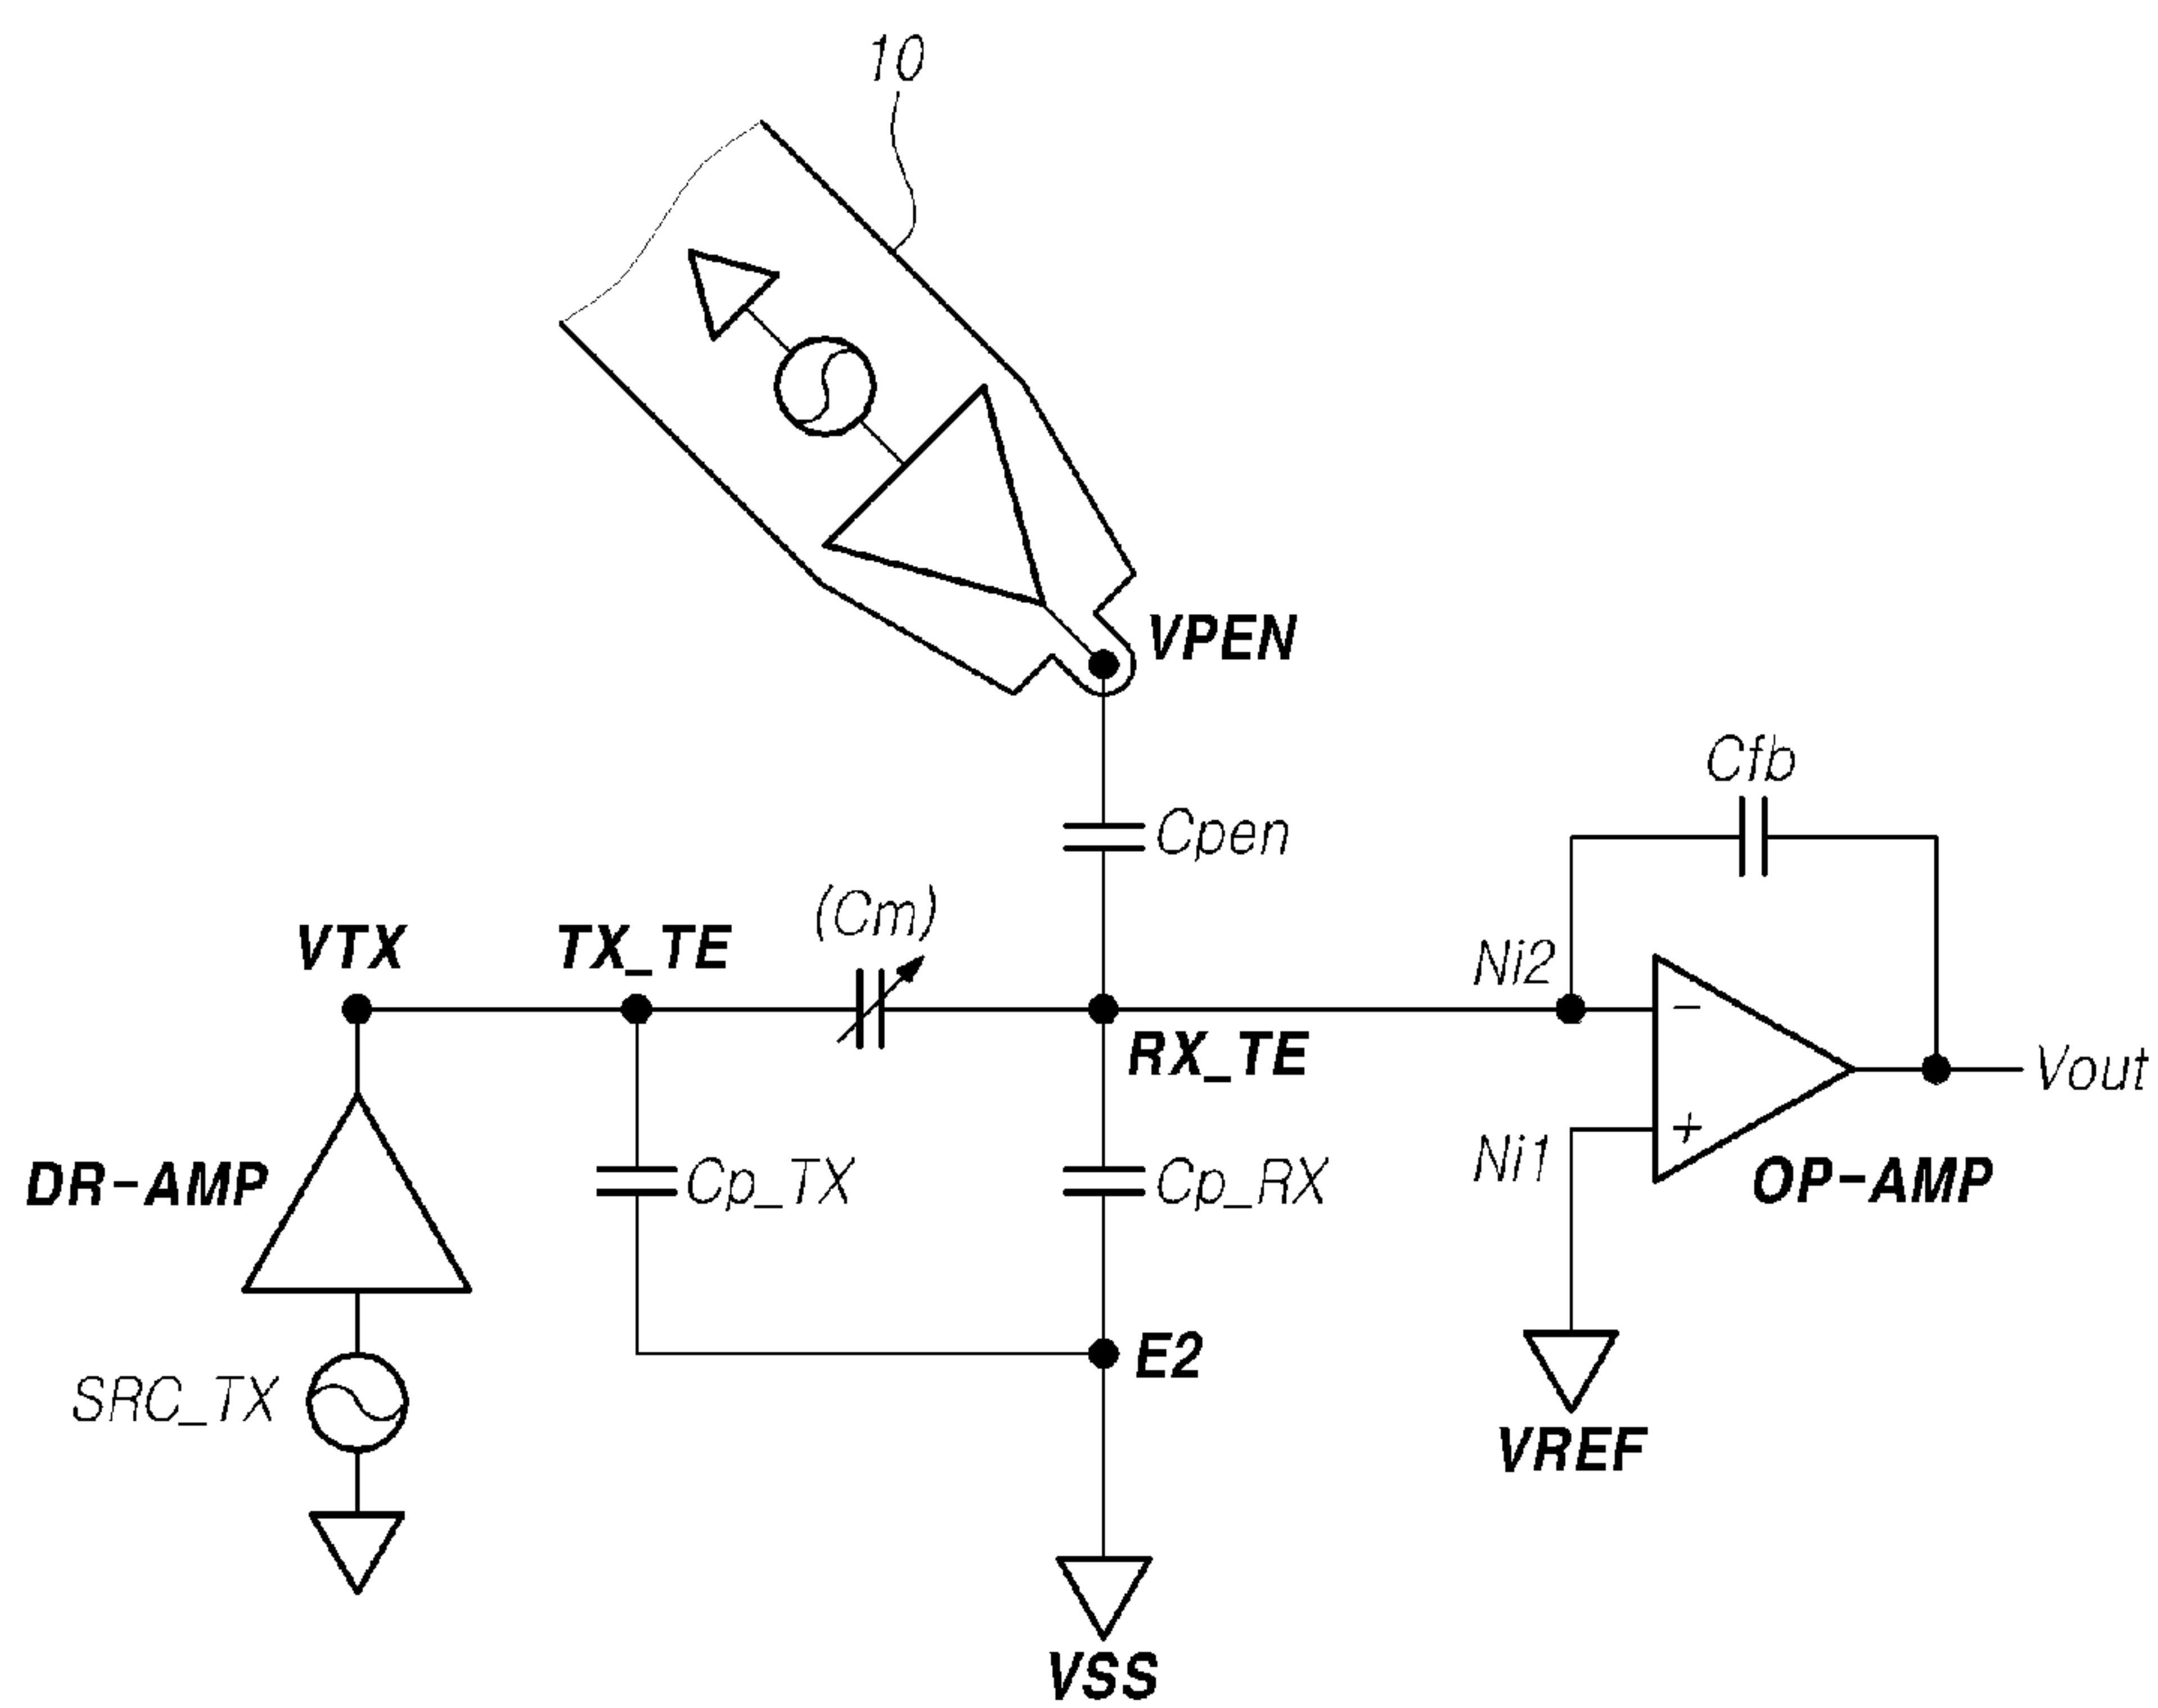 10
VPEN
Cfb
Cpen
(Cm)
VTX
TX_TE
Ni2
−
RX_TE
Vout
+
Ni1
DR-AMP
Cp_TX
Cp_RX
OP-AMP
E2
SRC_TX
VREF
VSS